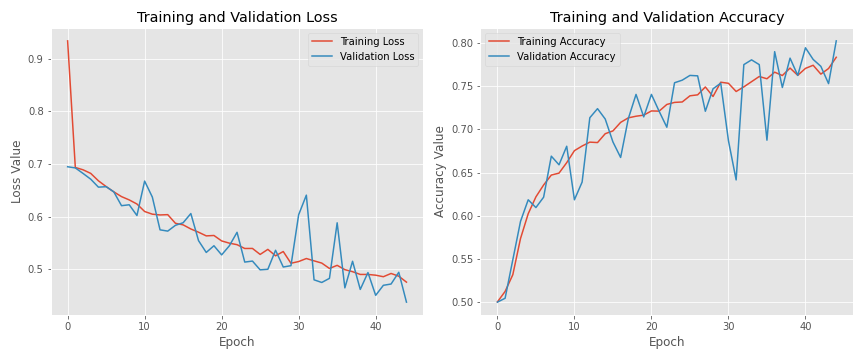 Training and Validation Loss
Training Loss
Validation Loss
Loss Value
0.9
0.8
0.7
0.6
0.5
0
10
20
30
40
Epoch
Training and Validation Accuracy
Training Accuracy
Validation Accuracy
Accuracy Value
0.80
0.75
0.70
0.65
0.60
0.55
0.50
0
10
20
30
40
Epoch